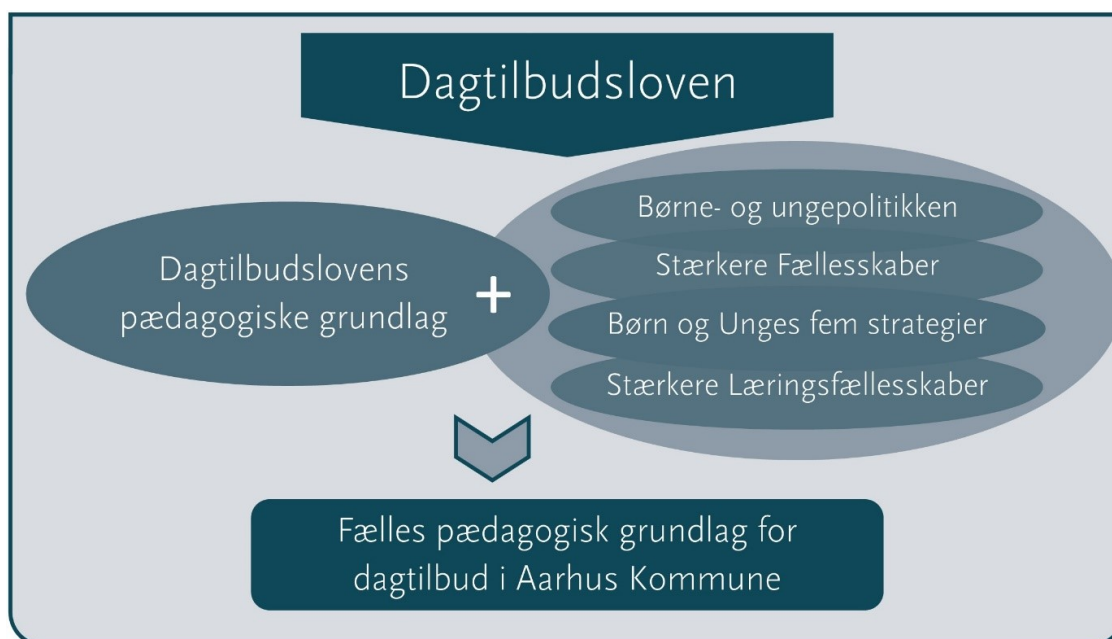 Dagtilbudsloven
Dagtilbudslovens
pædagogiske grundlag
+
Børne- og ungepolitikken
Stærkere Fællesskaber
Børn og Unges fem strategier
Stærkere Læringsfællesskaber
Fælles pædagogisk grundlag for
dagtilbud i Aarhus Kommune